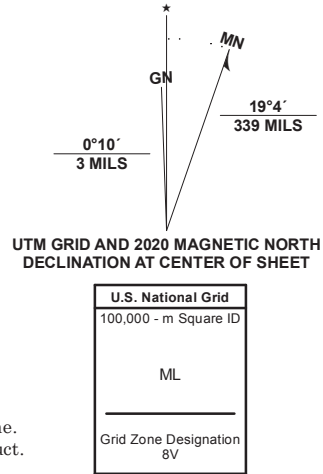 ★
MN
GN
0°10´
3 MILS
19°4´
339 MILS
UTM GRID AND 2020 MAGNETIC NORTH
DECLINATION AT CENTER OF SHEET
U.S. National Grid
100,000 - m Square ID
ML
Grid Zone Designation
8V